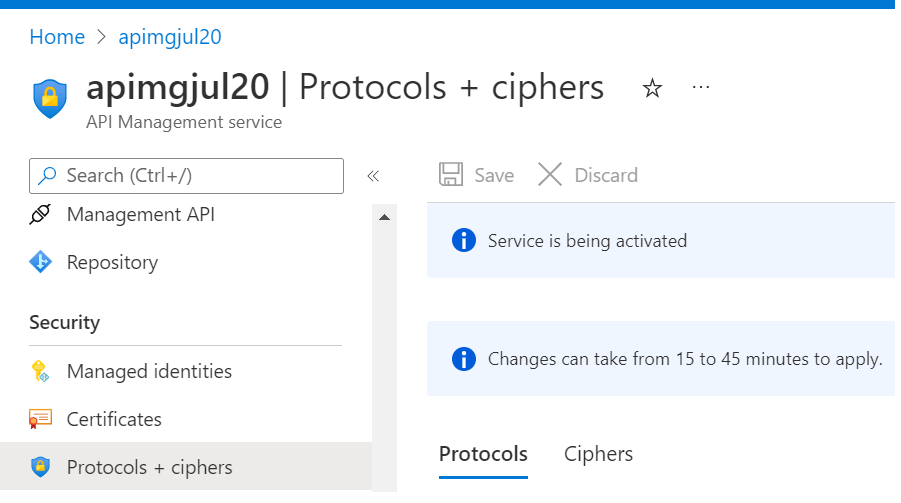 Home > apimgjul20
apimgjul20 | Protocols + ciphers
API Management service
Search (Ctrl+/)
Management API
Repository
Security
Managed identities
Certificates
Protocols + ciphers
Save Discard
Service is being activated
Changes can take from 15 to 45 minutes to apply.
Protocols Ciphers